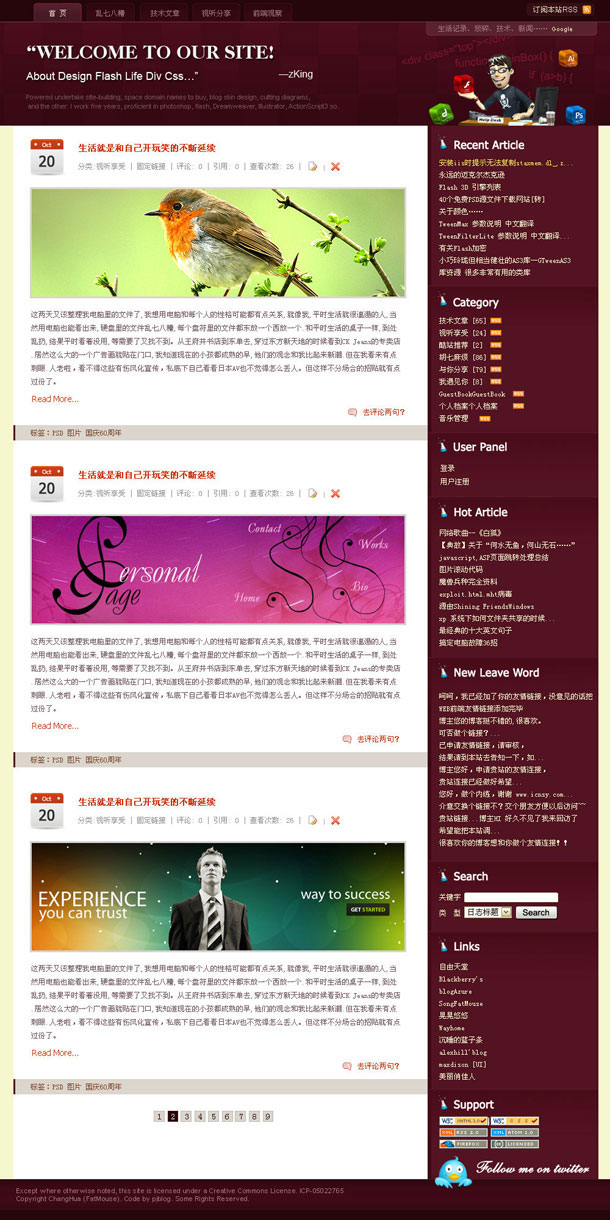 首 页
乱七八糟
技术文章
视听分享
前端观察
订阅本站RSS
生活记录、琐碎、技术、新闻…… Google
“WELCOME TO OUR SITE!
About Design Flash Life Div Css...”
—zKing
Powered undertake site-building, space domain names to buy, blog skin design, cutting diagrams,
and the other. I work five years, proficient in photoshop, flash, Dreamweaver, Illustrator, ActionScript3 so.
<div class="top"></div>
Help Desk
Ai
Ps
Oct
20
生活就是和自己开玩笑的不断延续
分类:视听享受 | 固定链接 | 评论: 0 | 引用: 0 | 查看次数: 26 |
这两天又该整理我电脑里的文件了,我想用电脑和每个人的性格可能都有点关系,就像我,平时生活就很邋遢的人,当
然用电脑也能看出来,硬盘里的文件乱七八糟,每个盘符里的文件都东放一个西放一个.和平时生活的桌子一样,到处
乱扔,结果平时看着没用,等需要了又找不到。从王府井书店到东单去,穿过东方新天地的时候看到CK Jeans的专卖店
.居然这么大的一个广告画就贴在门口,我知道现在的小孩都成熟的早,他们的观念和我比起来新潮.但在我看来有点
刺眼.人老啦，看不得这些有伤风化宣传，私底下自己看看日本AV也不觉得怎么丢人。但这样不分场合的招贴就有点
过份了。
Read More...
去评论两句?
标签：PSD 图片 国庆60周年
Oct
20
生活就是和自己开玩笑的不断延续
分类:视听享受 | 固定链接 | 评论: 0 | 引用: 0 | 查看次数: 26 |
Personal
Page
Contact
Works
Home
Bio
这两天又该整理我电脑里的文件了,我想用电脑和每个人的性格可能都有点关系,就像我,平时生活就很邋遢的人,当
然用电脑也能看出来,硬盘里的文件乱七八糟,每个盘符里的文件都东放一个西放一个.和平时生活的桌子一样,到处
乱扔,结果平时看着没用,等需要了又找不到。从王府井书店到东单去,穿过东方新天地的时候看到CK Jeans的专卖店
.居然这么大的一个广告画就贴在门口,我知道现在的小孩都成熟的早,他们的观念和我比起来新潮.但在我看来有点
刺眼.人老啦，看不得这些有伤风化宣传，私底下自己看看日本AV也不觉得怎么丢人。但这样不分场合的招贴就有点
过份了。
Read More...
去评论两句?
标签：PSD 图片 国庆60周年
Oct
20
生活就是和自己开玩笑的不断延续
分类:视听享受 | 固定链接 | 评论: 0 | 引用: 0 | 查看次数: 26 |
EXPERIENCE
you can trust
way to success
GET STARTED
这两天又该整理我电脑里的文件了,我想用电脑和每个人的性格可能都有点关系,就像我,平时生活就很邋遢的人,当
然用电脑也能看出来,硬盘里的文件乱七八糟,每个盘符里的文件都东放一个西放一个.和平时生活的桌子一样,到处
乱扔,结果平时看着没用,等需要了又找不到。从王府井书店到东单去,穿过东方新天地的时候看到CK Jeans的专卖店
.居然这么大的一个广告画就贴在门口,我知道现在的小孩都成熟的早,他们的观念和我比起来新潮.但在我看来有点
刺眼.人老啦，看不得这些有伤风化宣传，私底下自己看看日本AV也不觉得怎么丢人。但这样不分场合的招贴就有点
过份了。
Read More...
去评论两句?
标签：PSD 图片 国庆60周年
1 2 3 4 5 6 7 8 9
Recent Article
安装iis时提示无法复制staxmem.dl_z...
永远的迈克尔杰克逊
Flash 3D 引擎列表
40个免费PSD源文件下载网站[转]
关于颜色……
TweenMax 参数说明 中文翻译
TweenFilterLite 参数说明 中文翻译...
有关Flash加密
小巧玲珑但相当健壮的AS3库--GTweenAS3
库资源 很多非常有用的类库
Category
技术文章 [65]
视听享受 [24]
酷站推荐 [2]
胡七麻烦 [86]
与你分享 [79]
我遇见你 [8]
GuestBookGuestBook
个人档案个人档案
音乐管理
User Panel
登录
用户注册
Hot Article
网络歌曲--《白狐》
【典故】关于“何水无鱼，何山无石……”
javascript,ASP页面跳转处理总结
图片滚动代码
魔兽兵种完全资料
exploit.html.mht病毒
缘由Shining FriendsWindows
xp 系统下如何文件夹共享的时候...
最经典的十大英文句子
搞定电脑故障36招
New Leave Word
呵呵，我已经加了你的友情链接，没意见的话把
WEB前端友情链接添加完毕
博主您的博客挺不错的,很喜欢。
可否做个链接？...
已申请友情链接，请审核，
结果请到本站去告知一下，如...
博主您好，申请贵站的友情链接，
贵站连接已经做好希望...
您好，做个内练，谢谢 www.icnsy.com...
介意交换个链接不？交个朋友方便以后访问~~
贵站链接...博主HI 好久不见了我来回访了
希望能把本站调...
很喜欢你的博客想和你做个友情连接！！
Search
关键字
类 型 日志标题 Search
Links
自由天堂
Blackberry's
blogAzure
SongFatMouse
晃晃悠悠
Wayhome
沉睡的蓝子条
alexhill'blog
maxdison [UI]
美丽俏佳人
Support
W3C XHTML 1.0
W3C
XML RSS 2.0
XML ATOM 1.0
FIREFOX
LICENSED
Follow me on twitter
Except where otherwise noted, this site is licensed under a Creative Commons License. ICP-05022765
Copyright ChangHua (FatMouse). Code by pjblog. Some Rights Reserved.